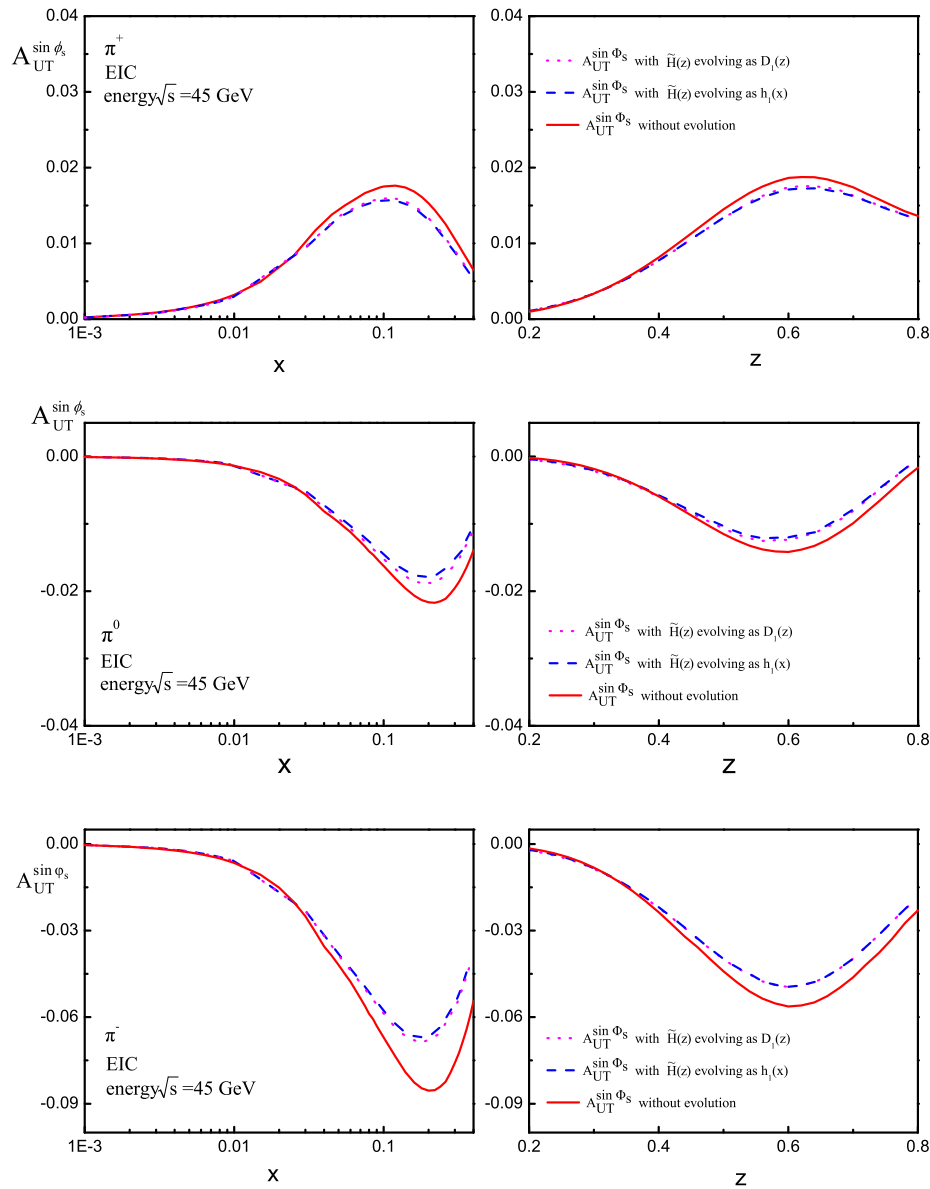 A_UT^sin ϕ_s
π^+
EIC
energy√s =45 GeV
0.04
0.03
0.02
0.01
0.00
1E-3 0.01 0.1
x
0.04
0.03
0.02
0.01
0.00
A_UT^sin Φ_S with H̃(z) evolving as D_1(z)
A_UT^sin Φ_S with H̃(z) evolving as h_1(x)
A_UT^sin Φ_S without evolution
0.2 0.4 0.6 0.8
z
A_UT^sin ϕ_s
0.00
-0.02
-0.04
π^0
EIC
energy√s =45 GeV
1E-3 0.01 0.1
x
0.00
-0.02
-0.04
A_UT^sin Φ_S with H̃(z) evolving as D_1(z)
A_UT^sin Φ_S with H̃(z) evolving as h_1(x)
A_UT^sin Φ_S without evolution
0.2 0.4 0.6 0.8
z
A_UT^sin φ_s
0.00
-0.03
-0.06
-0.09
π^-
EIC
energy√s =45 GeV
1E-3 0.01 0.1
x
0.00
-0.03
-0.06
-0.09
A_UT^sin Φ_S with H̃(z) evolving as D_1(z)
A_UT^sin Φ_S with H̃(z) evolving as h_1(x)
A_UT^sin Φ_S without evolution
0.2 0.4 0.6 0.8
z